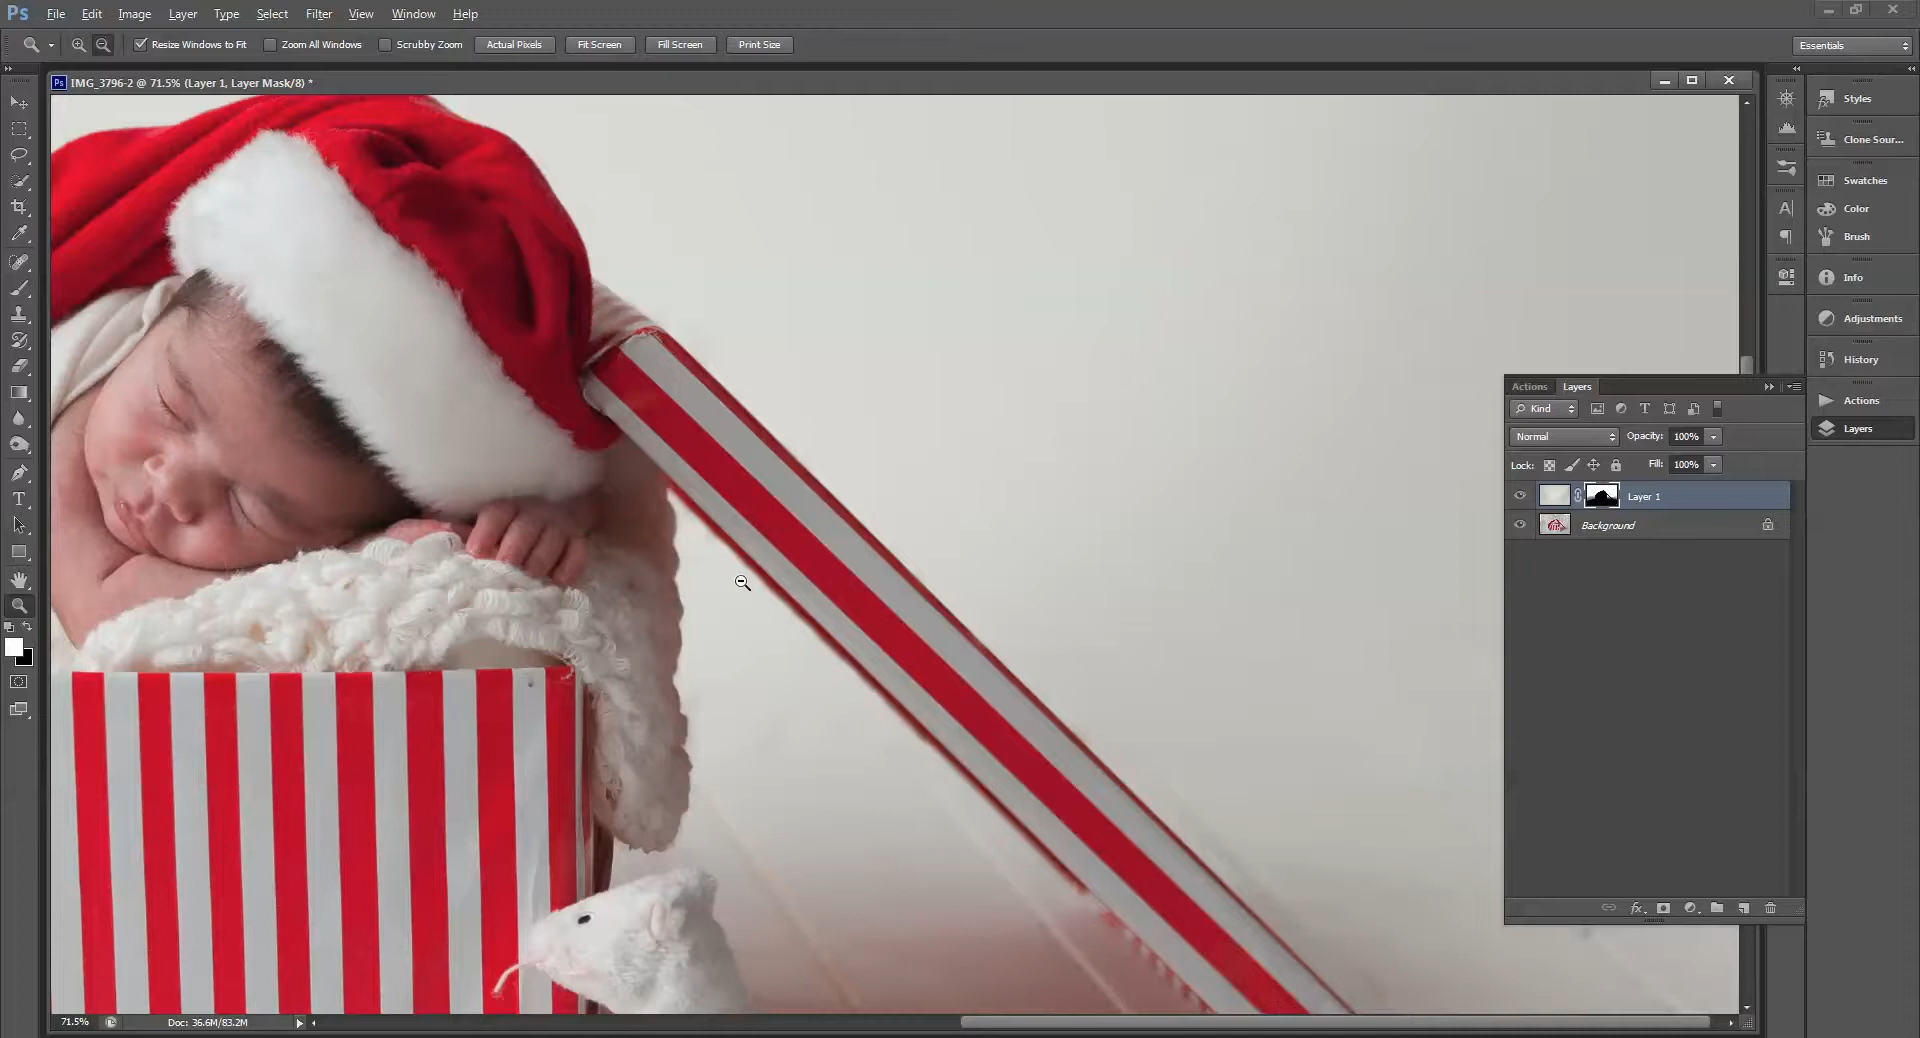 Ps File Edit Image Layer Type Select Filter View Window Help
Resize Windows to Fit Zoom All Windows Scrubby Zoom Actual Pixels Fit Screen Fill Screen Print Size Essentials
Ps IMG_3796-2 @ 71.5% (Layer 1, Layer Mask/8) *
Styles
Clone Sour...
Swatches
Color
Brush
Info
Adjustments
History
Actions
Layers
Actions Layers
Kind
Normal Opacity: 100%
Lock: Fill: 100%
Layer 1
Background
71.5% Doc: 36.6M/83.2M